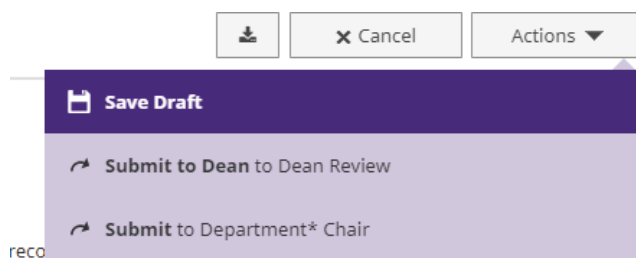 Cancel Actions
Save Draft
Submit to Dean to Dean Review
Submit to Department* Chair
reco